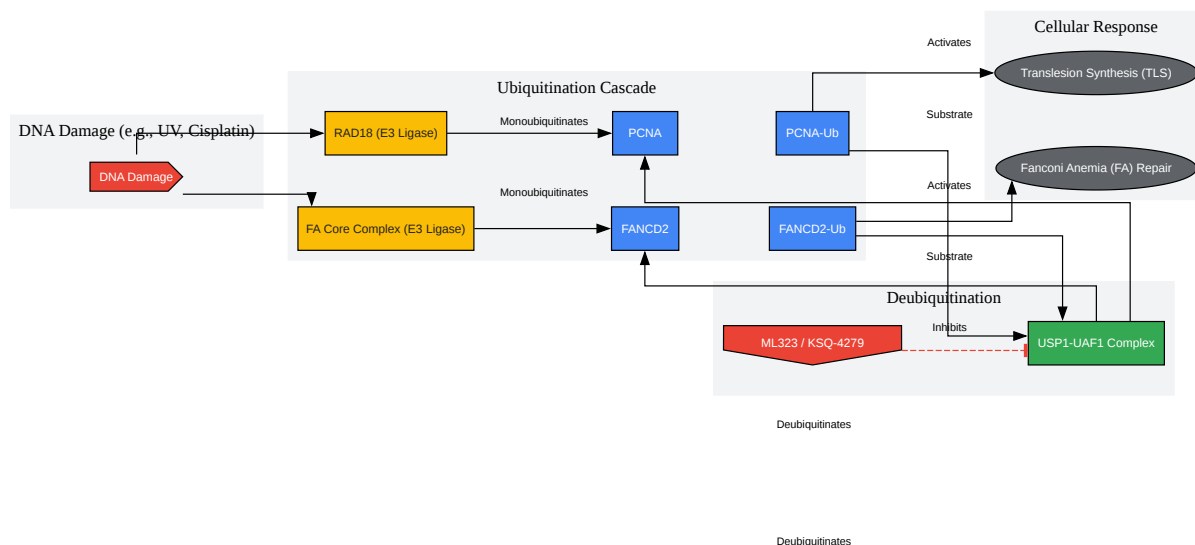 Cellular Response
Activates
Translesion Synthesis (TLS)
Ubiquitination Cascade
DNA Damage (e.g., UV, Cisplatin)
RAD18 (E3 Ligase)
Monoubiquitinates
PCNA
PCNA-Ub
Substrate
DNA Damage
Fanconi Anemia (FA) Repair
Monoubiquitinates
Activates
FA Core Complex (E3 Ligase)
FANCD2
FANCD2-Ub
Substrate
Deubiquitination
Inhibits
ML323 / KSQ-4279
USP1-UAF1 Complex
Deubiquitinates
Deubiquitinates